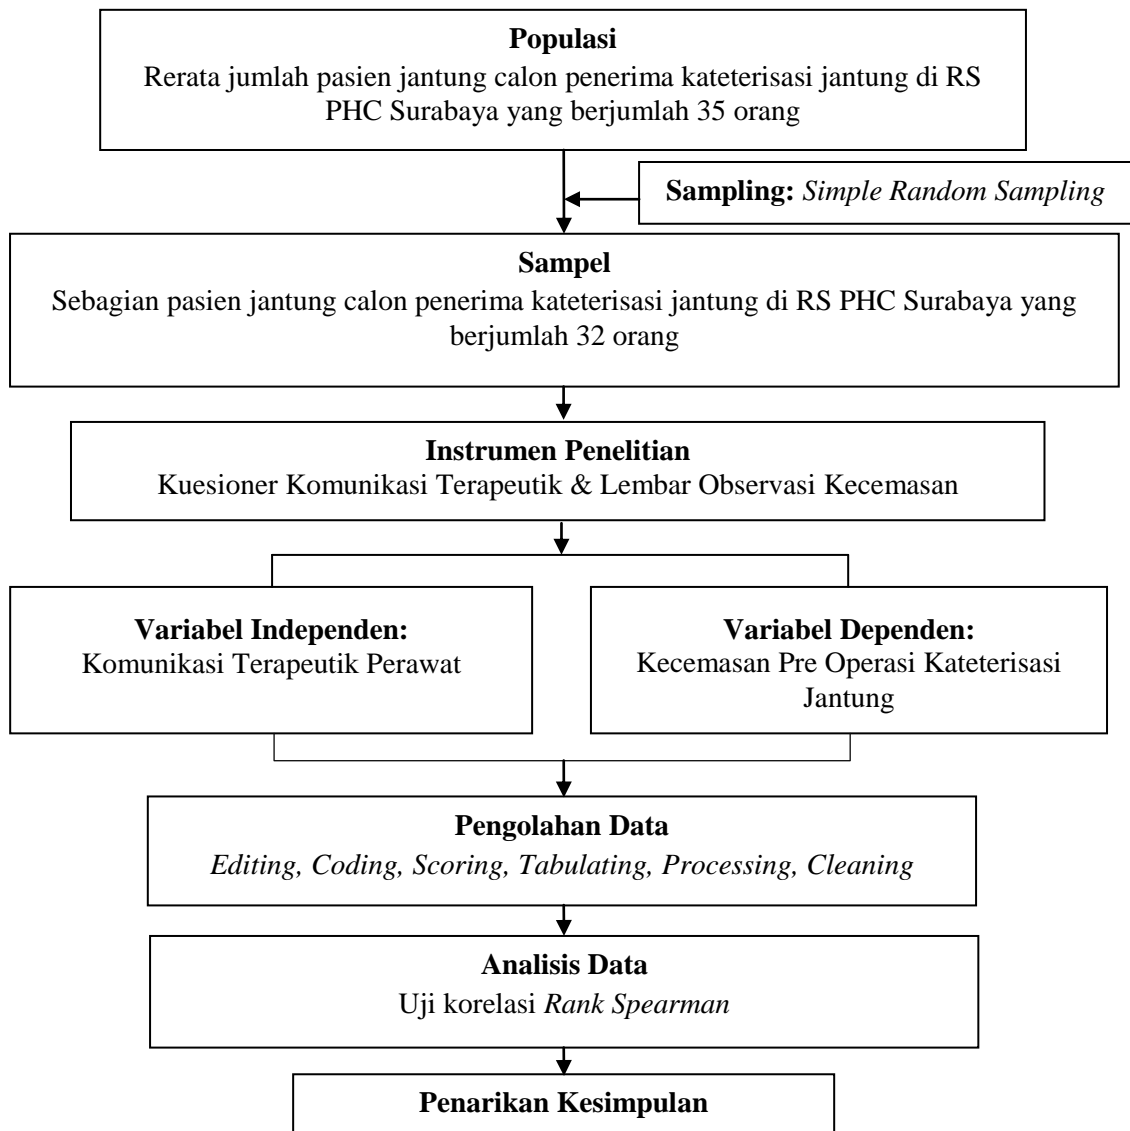 Populasi
Rerata jumlah pasien jantung calon penerima kateterisasi jantung di RS
PHC Surabaya yang berjumlah 35 orang
Sampling: Simple Random Sampling
Sampel
Sebagian pasien jantung calon penerima kateterisasi jantung di RS PHC Surabaya yang
berjumlah 32 orang
Instrumen Penelitian
Kuesioner Komunikasi Terapeutik & Lembar Observasi Kecemasan
Variabel Independen:
Komunikasi Terapeutik Perawat
Variabel Dependen:
Kecemasan Pre Operasi Kateterisasi
Jantung
Pengolahan Data
Editing, Coding, Scoring, Tabulating, Processing, Cleaning
Analisis Data
Uji korelasi Rank Spearman
Penarikan Kesimpulan